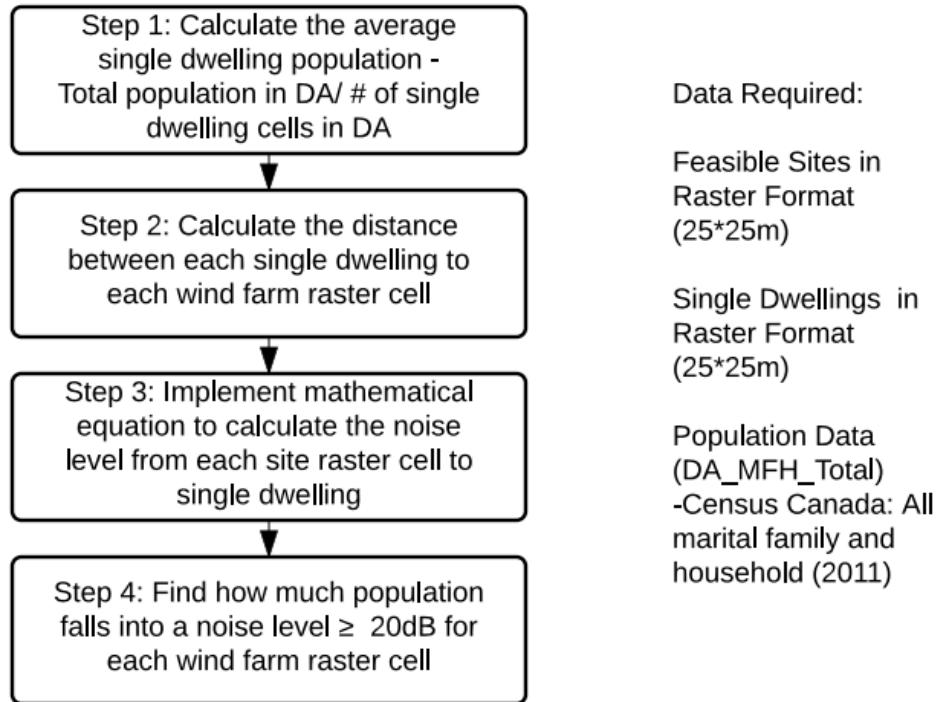 Step 1: Calculate the average
single dwelling population -
Total population in DA/ # of single
dwelling cells in DA
Step 2: Calculate the distance
between each single dwelling to
each wind farm raster cell
Step 3: Implement mathematical
equation to calculate the noise
level from each site raster cell to
single dwelling
Step 4: Find how much population
falls into a noise level ≥ 20dB for
each wind farm raster cell
Data Required:
Feasible Sites in
Raster Format
(25*25m)
Single Dwellings in
Raster Format
(25*25m)
Population Data
(DA_MFH_Total)
-Census Canada: All
marital family and
household (2011)